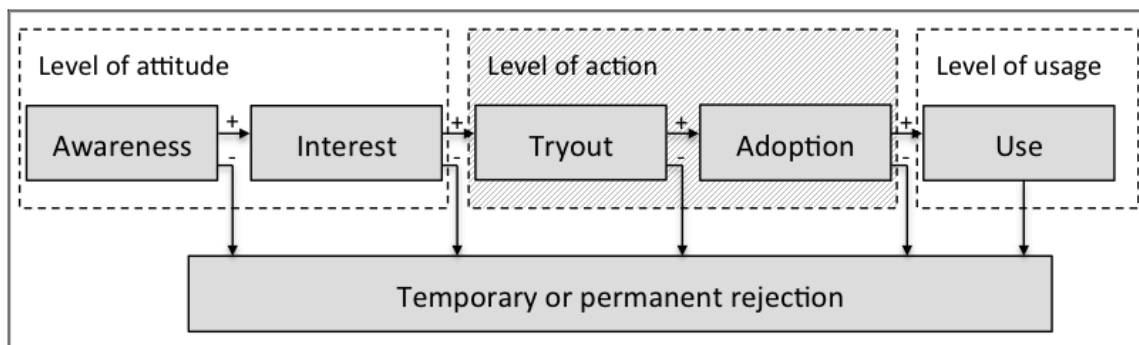 Level of attitude
Level of action
Level of usage
Awareness
+
-
Interest
+
-
Tryout
+
-
Adoption
+
-
Use
Temporary or permanent rejection